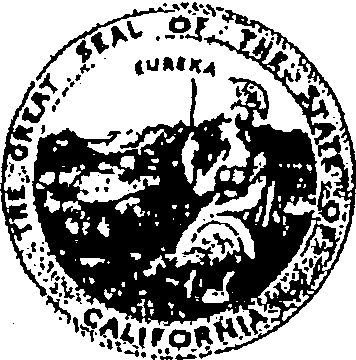 THE GREAT SEAL OF THE STATE OF
EUREKA
CALIFORNIA